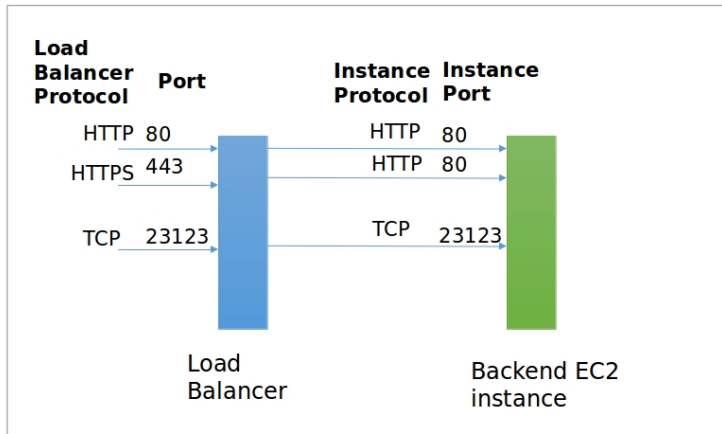 Load
Balancer
Protocol
Port
Instance
Protocol
Instance
Port
HTTP 80 HTTP 80
HTTPS 443 HTTP 80
TCP 23123 TCP 23123
Load
Balancer
Backend EC2
instance